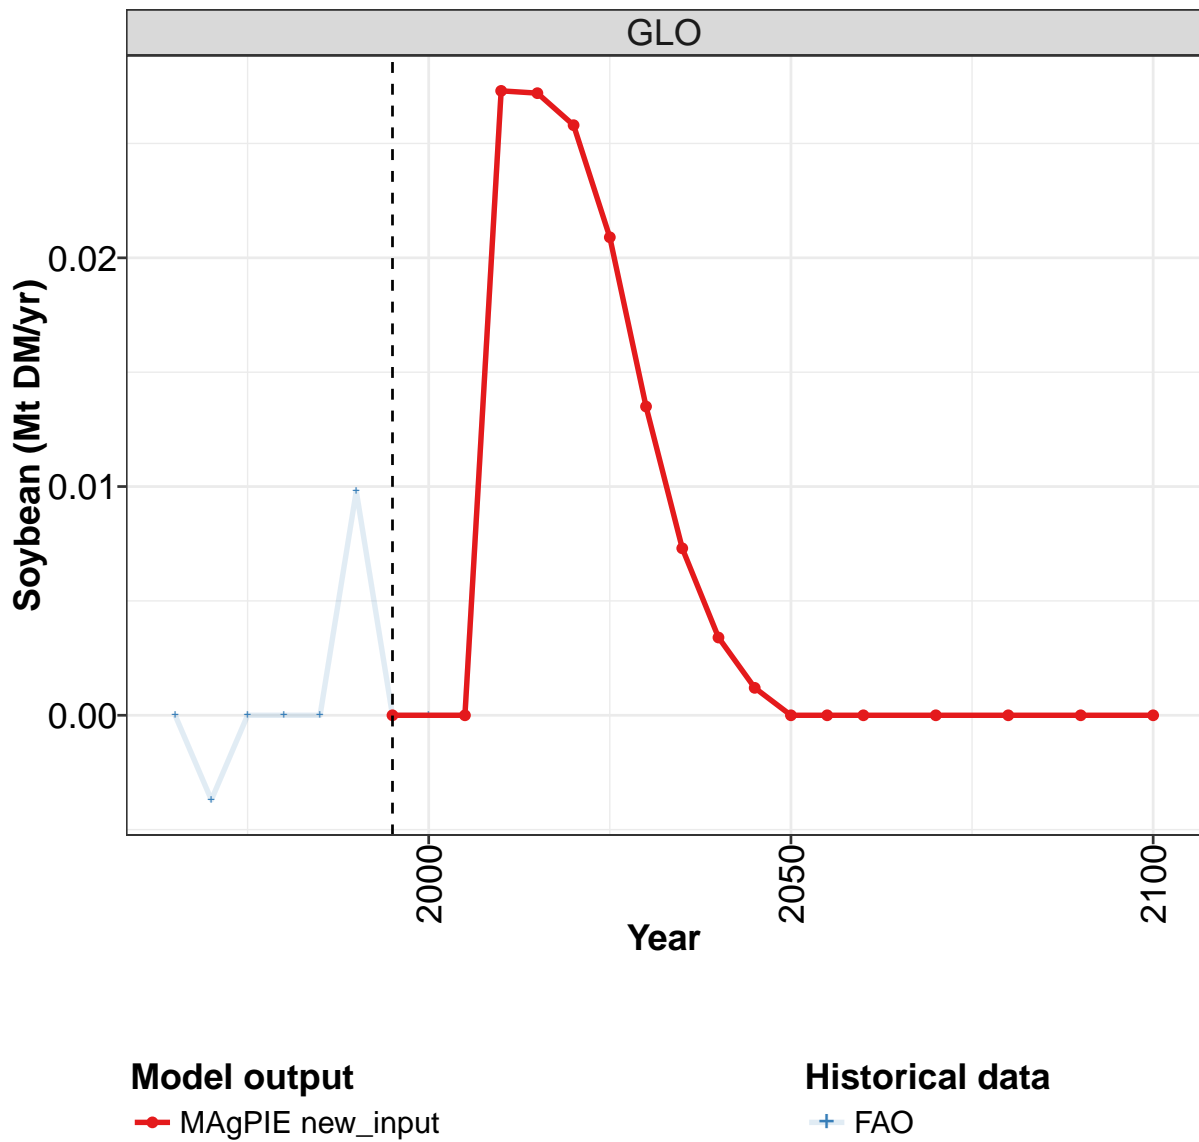 GLO
Soybean (Mt DM/yr)
0.02
0.01
0.00
2000
2050
2100
Year
Model output
MAgPIE new_input
Historical data
FAO